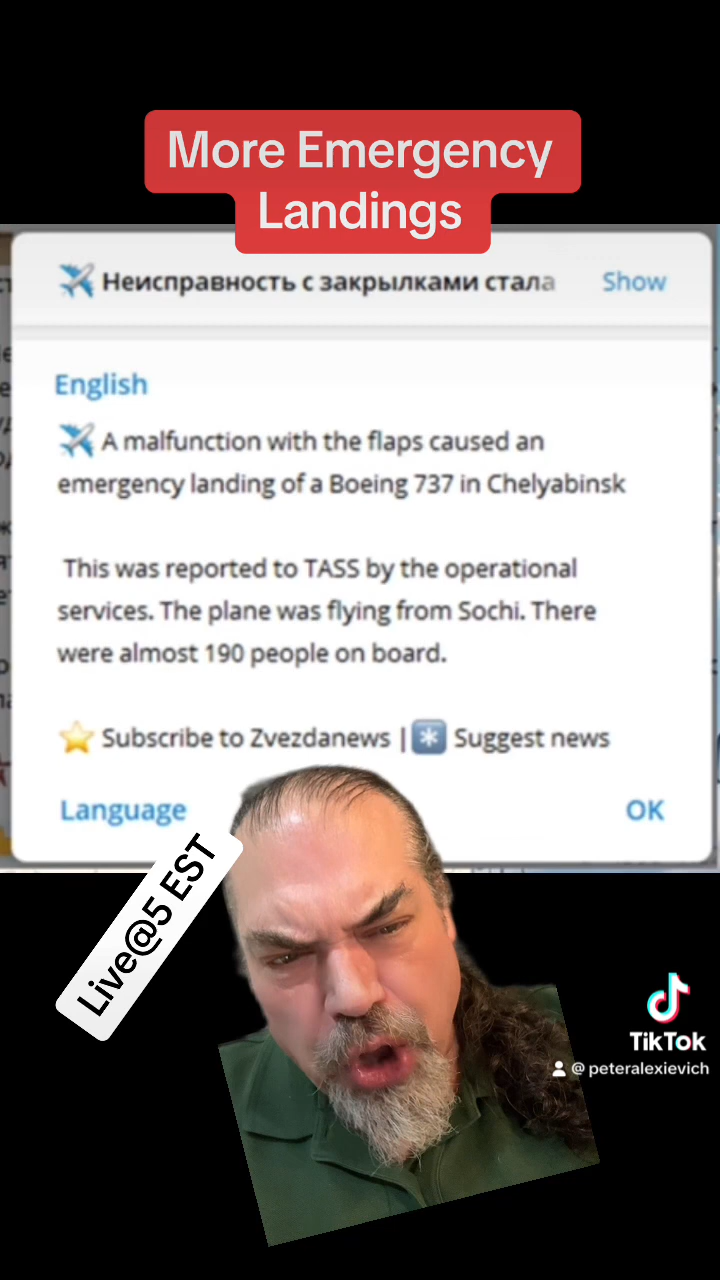 More Emergency
Landings
Неисправность с закрылками стала
Show
English
A malfunction with the flaps caused an
emergency landing of a Boeing 737 in Chelyabinsk
This was reported to TASS by the operational
services. The plane was flying from Sochi. There
were almost 190 people on board.
Subscribe to Zvezdanews | Suggest news
Language
OK
Live@5 EST
TikTok
@peteralexievich